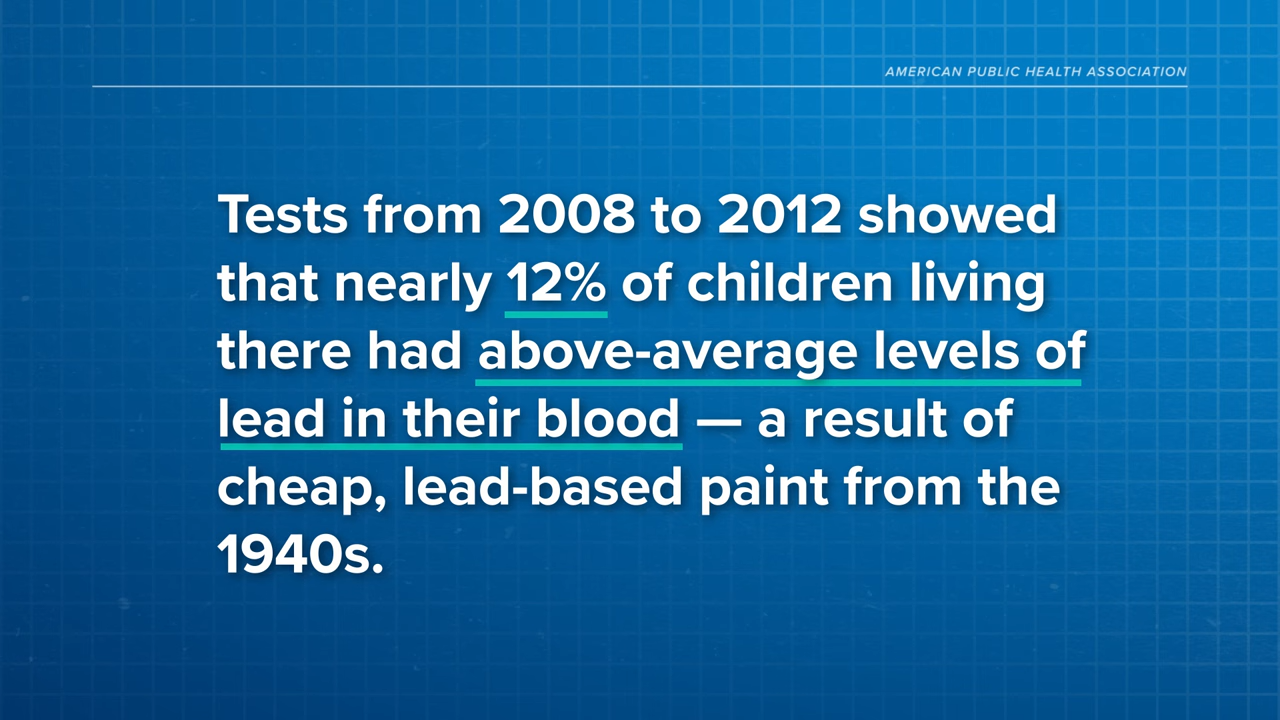 AMERICAN PUBLIC HEALTH ASSOCIATION
Tests from 2008 to 2012 showed
that nearly 12% of children living
there had above-average levels of
lead in their blood — a result of
cheap, lead-based paint from the
1940s.